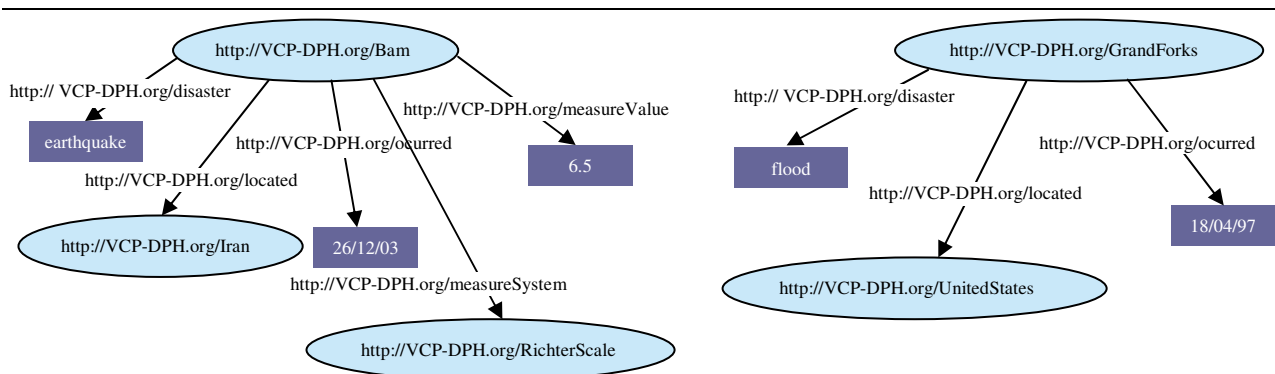 http://VCP-DPH.org/Bam
http:// VCP-DPH.org/disaster
http://VCP-DPH.org/measureValue
earthquake
http://VCP-DPH.org/ocurred
6.5
http://VCP-DPH.org/located
http://VCP-DPH.org/Iran
26/12/03
http://VCP-DPH.org/measureSystem
http://VCP-DPH.org/RichterScale
http://VCP-DPH.org/GrandForks
http:// VCP-DPH.org/disaster
http://VCP-DPH.org/ocurred
flood
http://VCP-DPH.org/located
18/04/97
http://VCP-DPH.org/UnitedStates